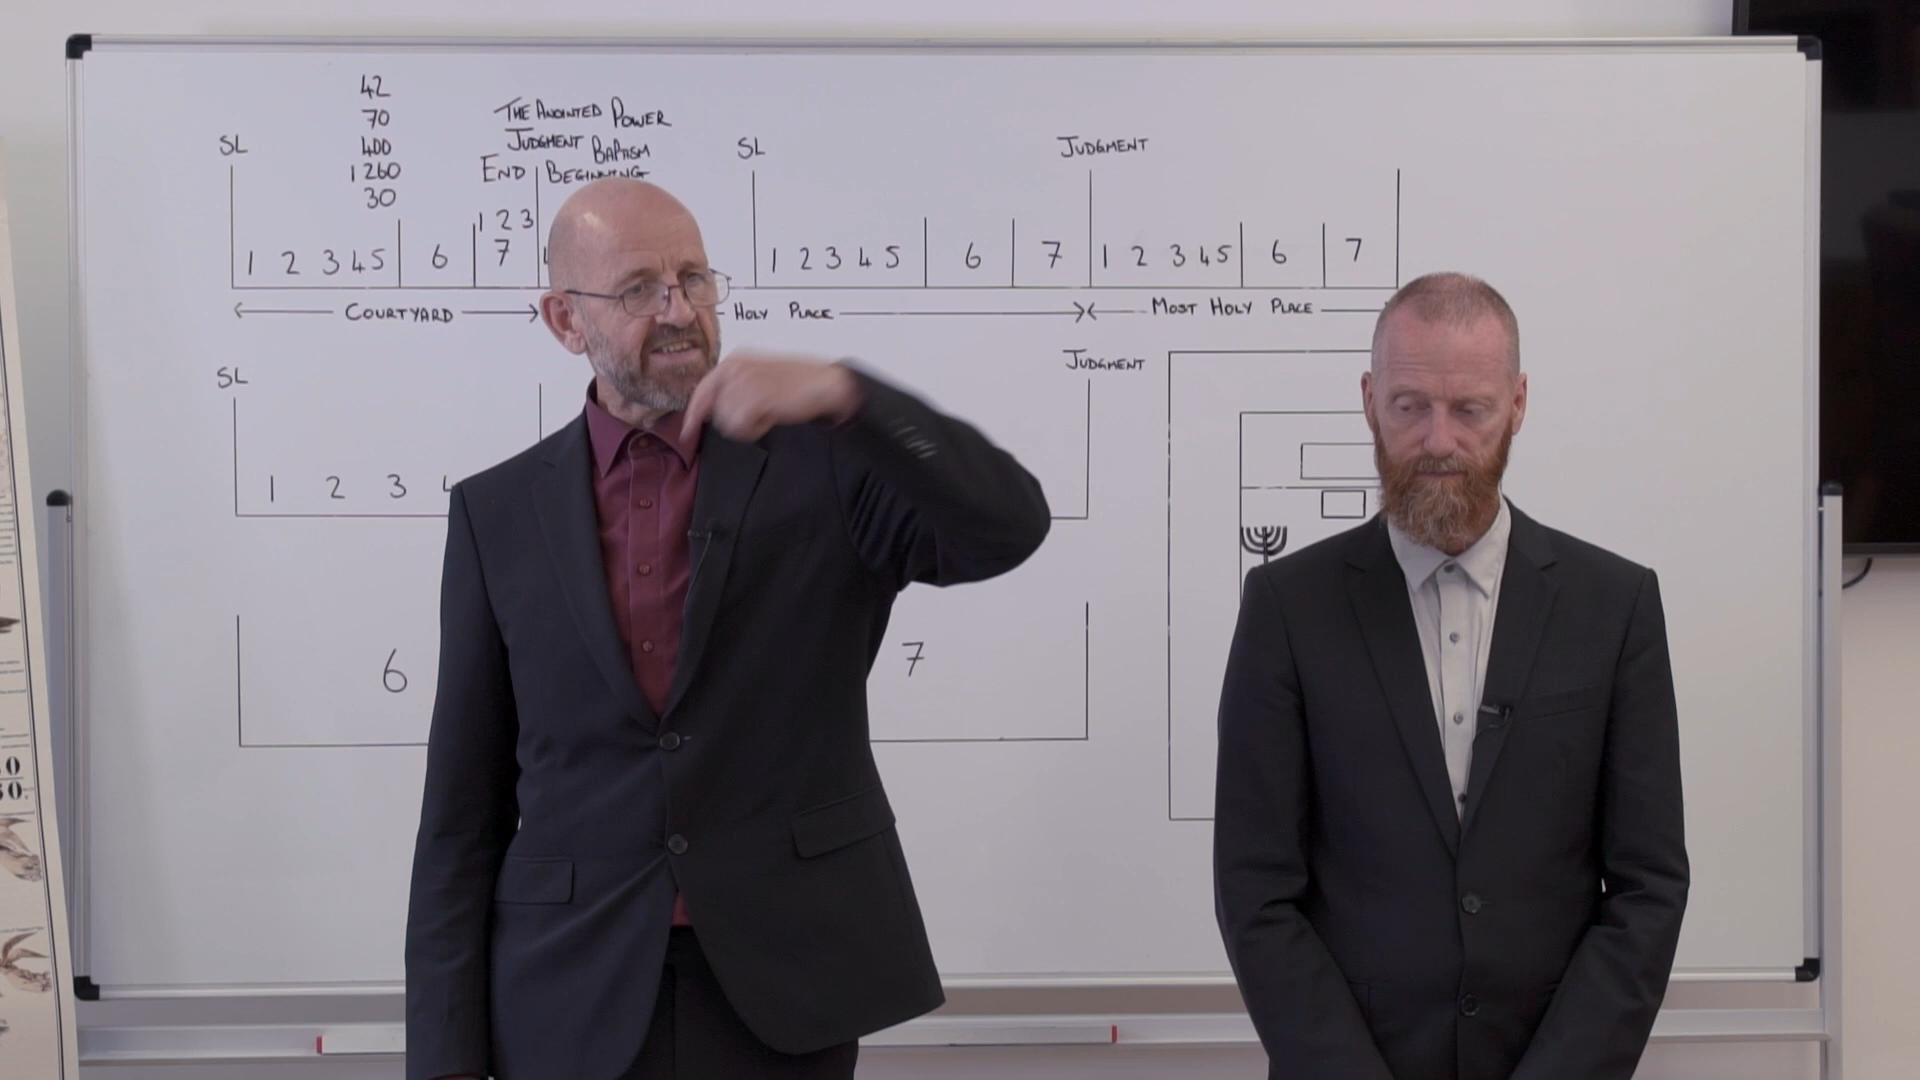 42
70
400
1260
30
THE ANOINTED POWER
JUDGMENT BAPTISM
END BEGINNING
SL
SL
JUDGMENT
1 2 3
1 2 3 4 5 6 7
1 2 3 4 5 6 7 1 2 3 4 5 6 7
COURTYARD
HOLY PLACE
MOST HOLY PLACE
SL
JUDGMENT
1 2 3 4
6
7